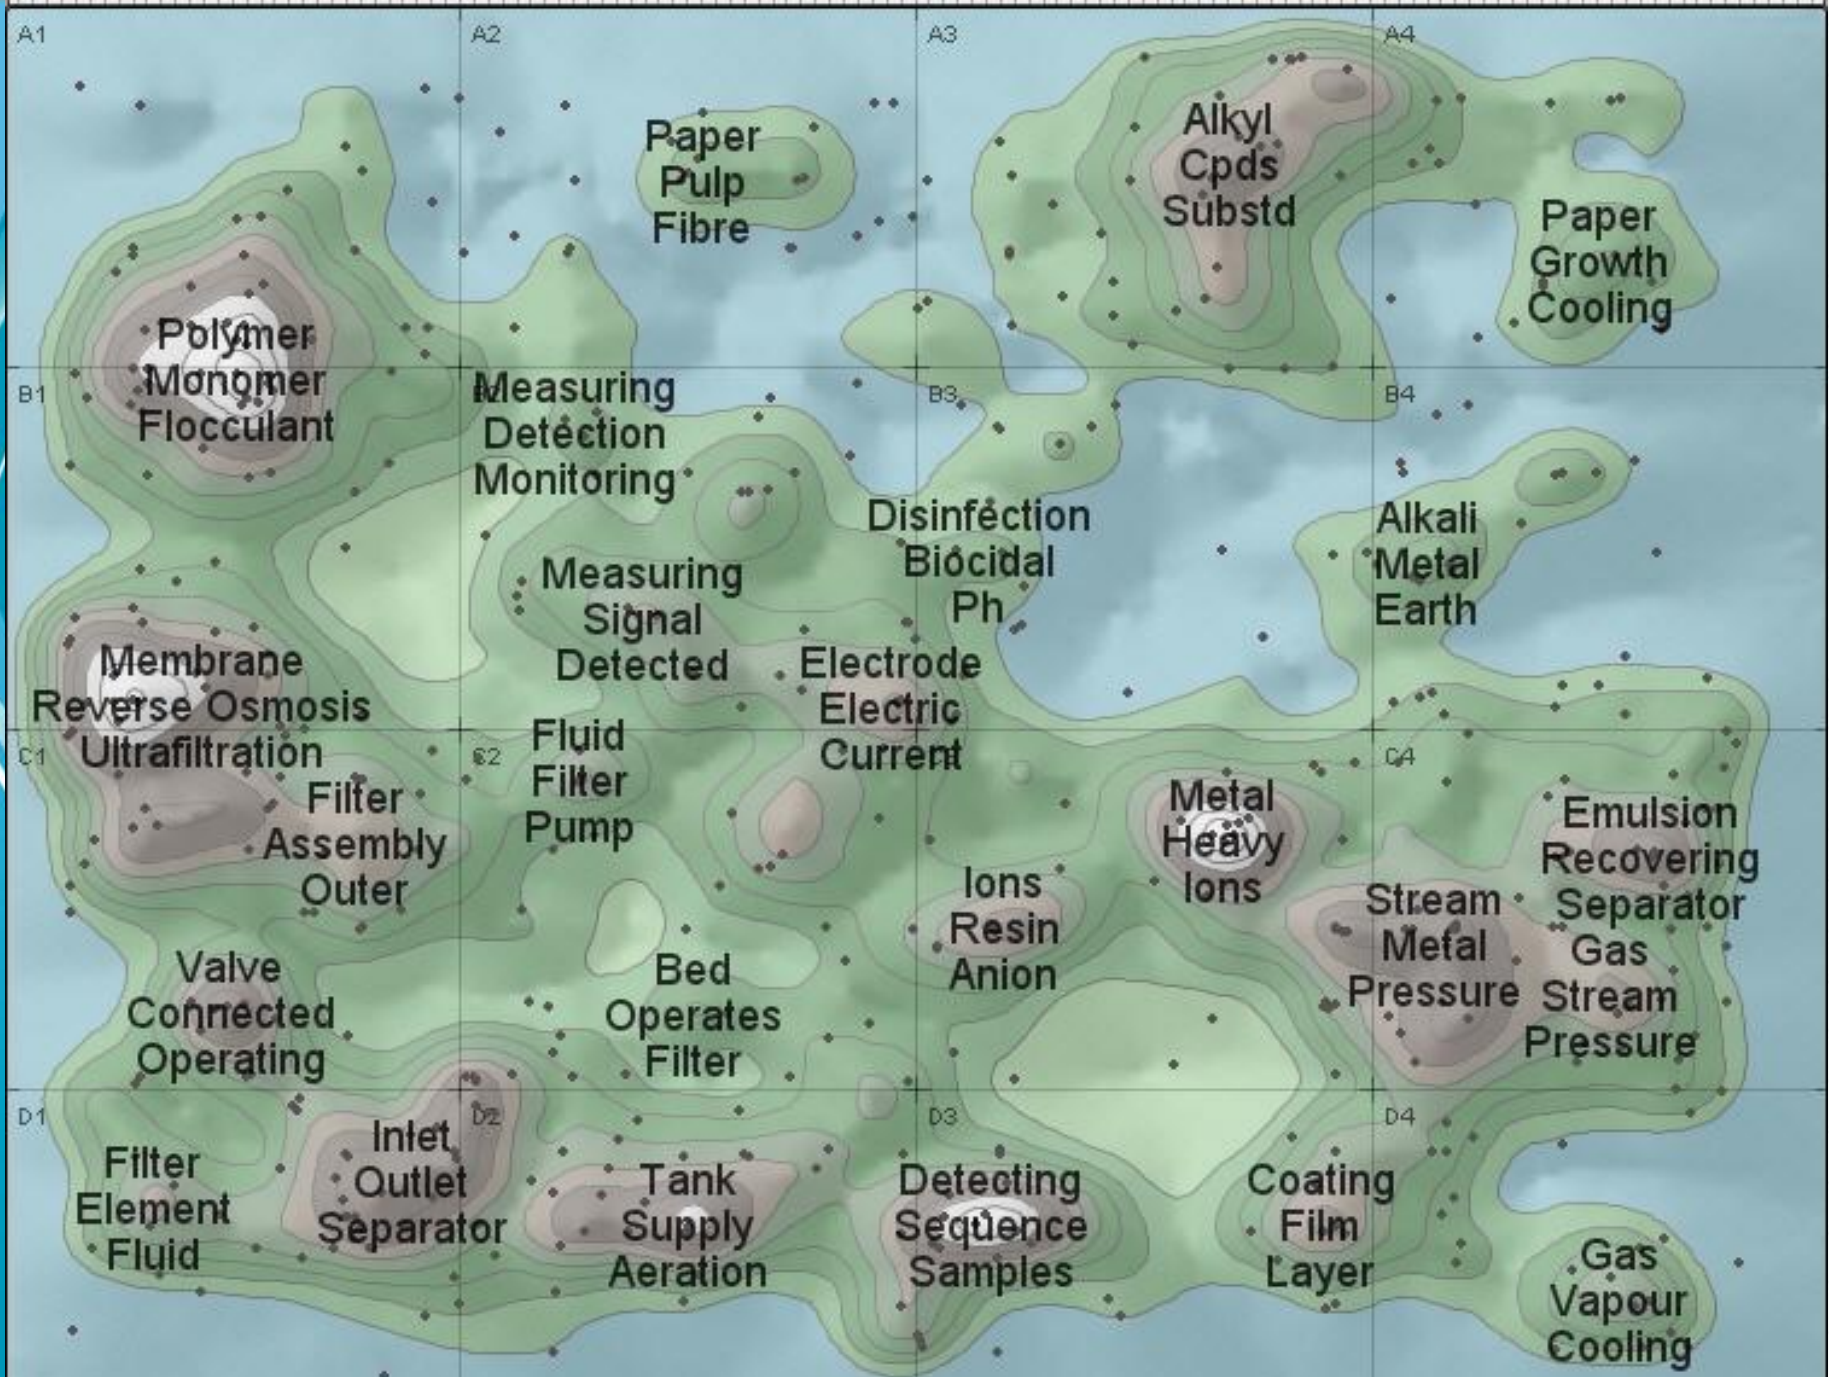 A1
A2
A3
A4
Paper
Pulp
Fibre
Alkyl
Cpds
Substd
Paper
Growth
Cooling
Polymer
Monomer
Flocculant
B1
Measuring
Detection
Monitoring
B3
B4
Disinfection
Biocidal
Ph
Alkali
Metal
Earth
Measuring
Signal
Detected
Membrane
Reverse Osmosis
Ultrafiltration
Electrode
Electric
Current
C1
C2
C4
Fluid
Filter
Pump
Filter
Assembly
Outer
Metal
Heavy
Ions
Emulsion
Recovering
Separator
Ions
Resin
Anion
Stream
Metal
Pressure
Gas
Stream
Pressure
Valve
Connected
Operating
Bed
Operates
Filter
D1
D2
D3
D4
Filter
Element
Fluid
Inlet
Outlet
Separator
Tank
Supply
Aeration
Detecting
Sequence
Samples
Coating
Film
Layer
Gas
Vapour
Cooling